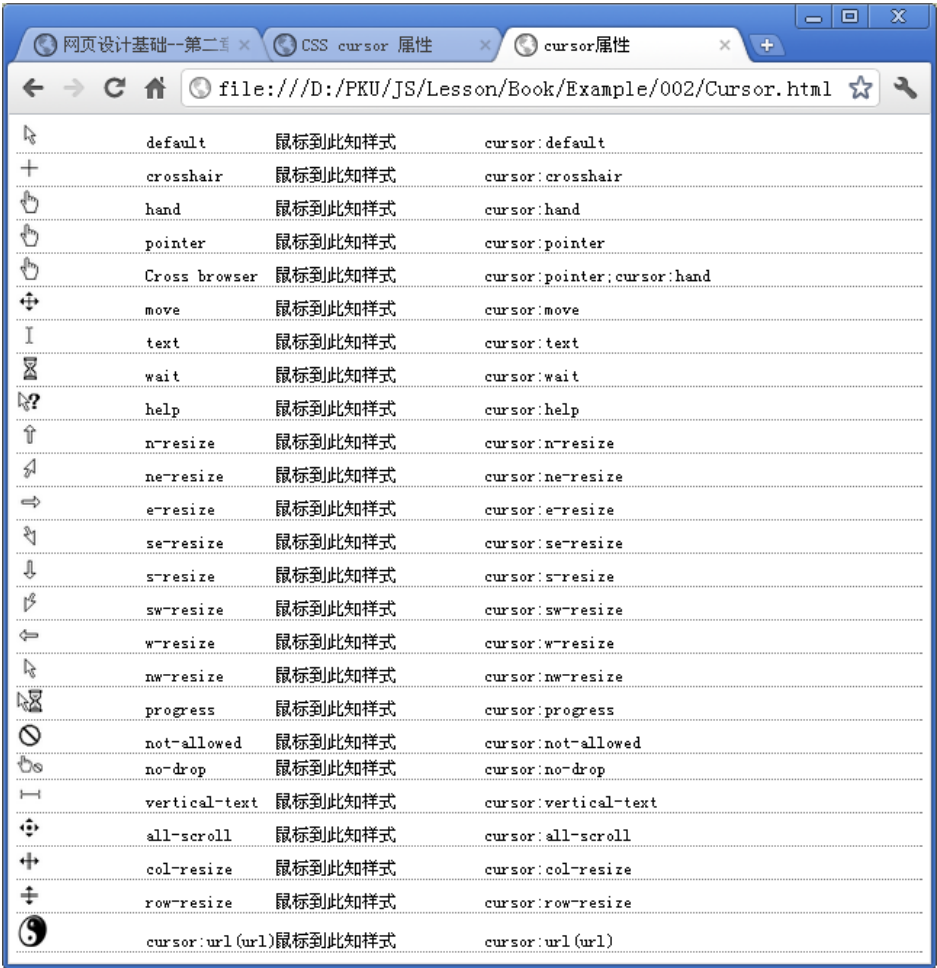 网页设计基础--第二章
CSS cursor 属性
cursor属性
file:///D:/PKU/JS/Lesson/Book/Example/002/Cursor.html
default 鼠标到此知样式 cursor:default
crosshair 鼠标到此知样式 cursor:crosshair
hand 鼠标到此知样式 cursor:hand
pointer 鼠标到此知样式 cursor:pointer
Cross browser 鼠标到此知样式 cursor:pointer;cursor:hand
move 鼠标到此知样式 cursor:move
text 鼠标到此知样式 cursor:text
wait 鼠标到此知样式 cursor:wait
help 鼠标到此知样式 cursor:help
n-resize 鼠标到此知样式 cursor:n-resize
ne-resize 鼠标到此知样式 cursor:ne-resize
e-resize 鼠标到此知样式 cursor:e-resize
se-resize 鼠标到此知样式 cursor:se-resize
s-resize 鼠标到此知样式 cursor:s-resize
sw-resize 鼠标到此知样式 cursor:sw-resize
w-resize 鼠标到此知样式 cursor:w-resize
nw-resize 鼠标到此知样式 cursor:nw-resize
progress 鼠标到此知样式 cursor:progress
not-allowed 鼠标到此知样式 cursor:not-allowed
no-drop 鼠标到此知样式 cursor:no-drop
vertical-text 鼠标到此知样式 cursor:vertical-text
all-scroll 鼠标到此知样式 cursor:all-scroll
col-resize 鼠标到此知样式 cursor:col-resize
row-resize 鼠标到此知样式 cursor:row-resize
cursor:url(url)鼠标到此知样式 cursor:url(url)